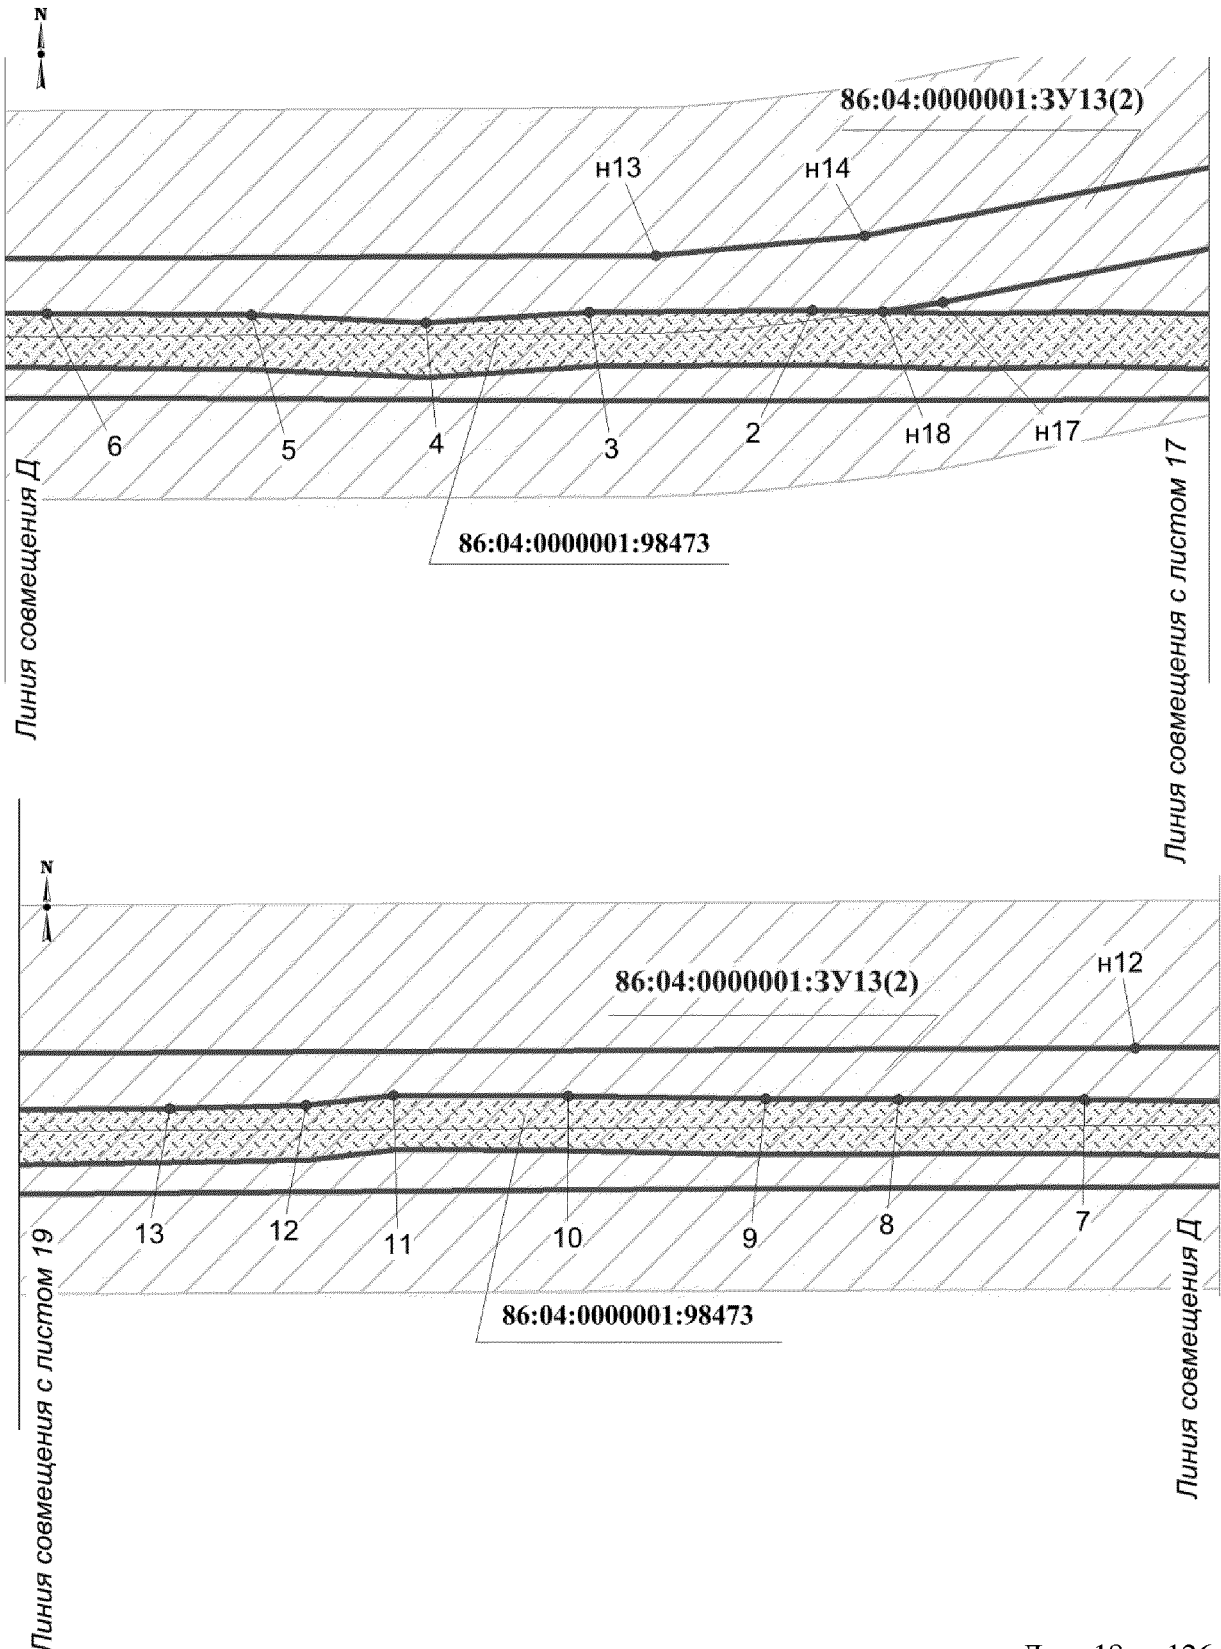 N
86:04:0000001:ЗУ13(2)
н13
н14
6
5
4
3
2
н18
н17
86:04:0000001:98473
Линия совмещения Д
Линия совмещения с листом 17
N
н12
86:04:0000001:ЗУ13(2)
13
12
11
10
9
8
7
86:04:0000001:98473
Линия совмещения с листом 19
Линия совмещения Д